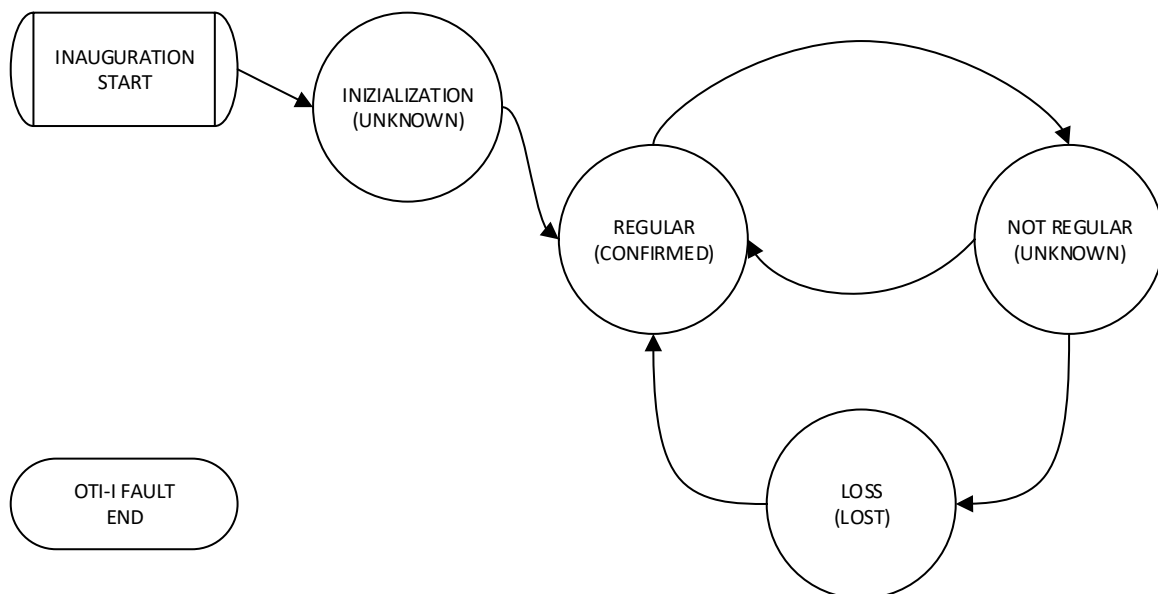 INAUGURATION
START
INIZIALIZATION
(UNKNOWN)
REGULAR
(CONFIRMED)
NOT REGULAR
(UNKNOWN)
OTI-I FAULT
END
LOSS
(LOST)